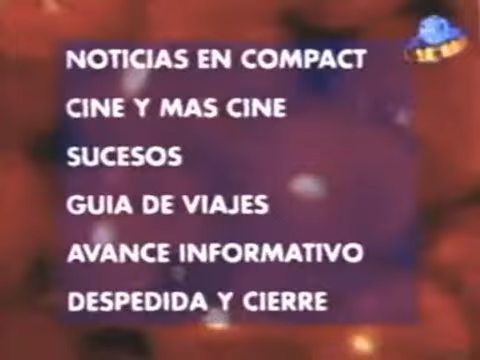 NOTICIAS EN COMPACT
CINE Y MAS CINE
SUCESOS
GUIA DE VIAJES
AVANCE INFORMATIVO
DESPEDIDA Y CIERRE